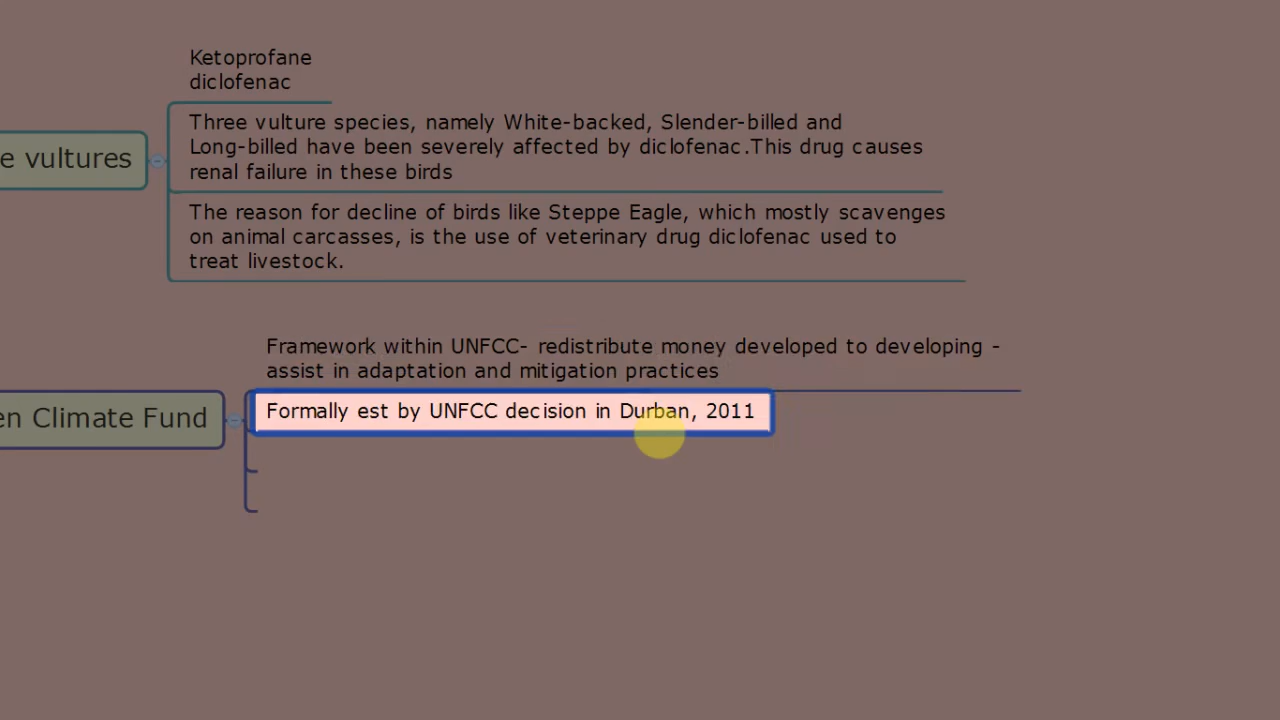 Ketoprofane
diclofenac
Three vulture species, namely White-backed, Slender-billed and
Long-billed have been severely affected by diclofenac.This drug causes
renal failure in these birds
e vultures
The reason for decline of birds like Steppe Eagle, which mostly scavenges
on animal carcasses, is the use of veterinary drug diclofenac used to
treat livestock.
Framework within UNFCC- redistribute money developed to developing -
assist in adaptation and mitigation practices
en Climate Fund
Formally est by UNFCC decision in Durban, 2011